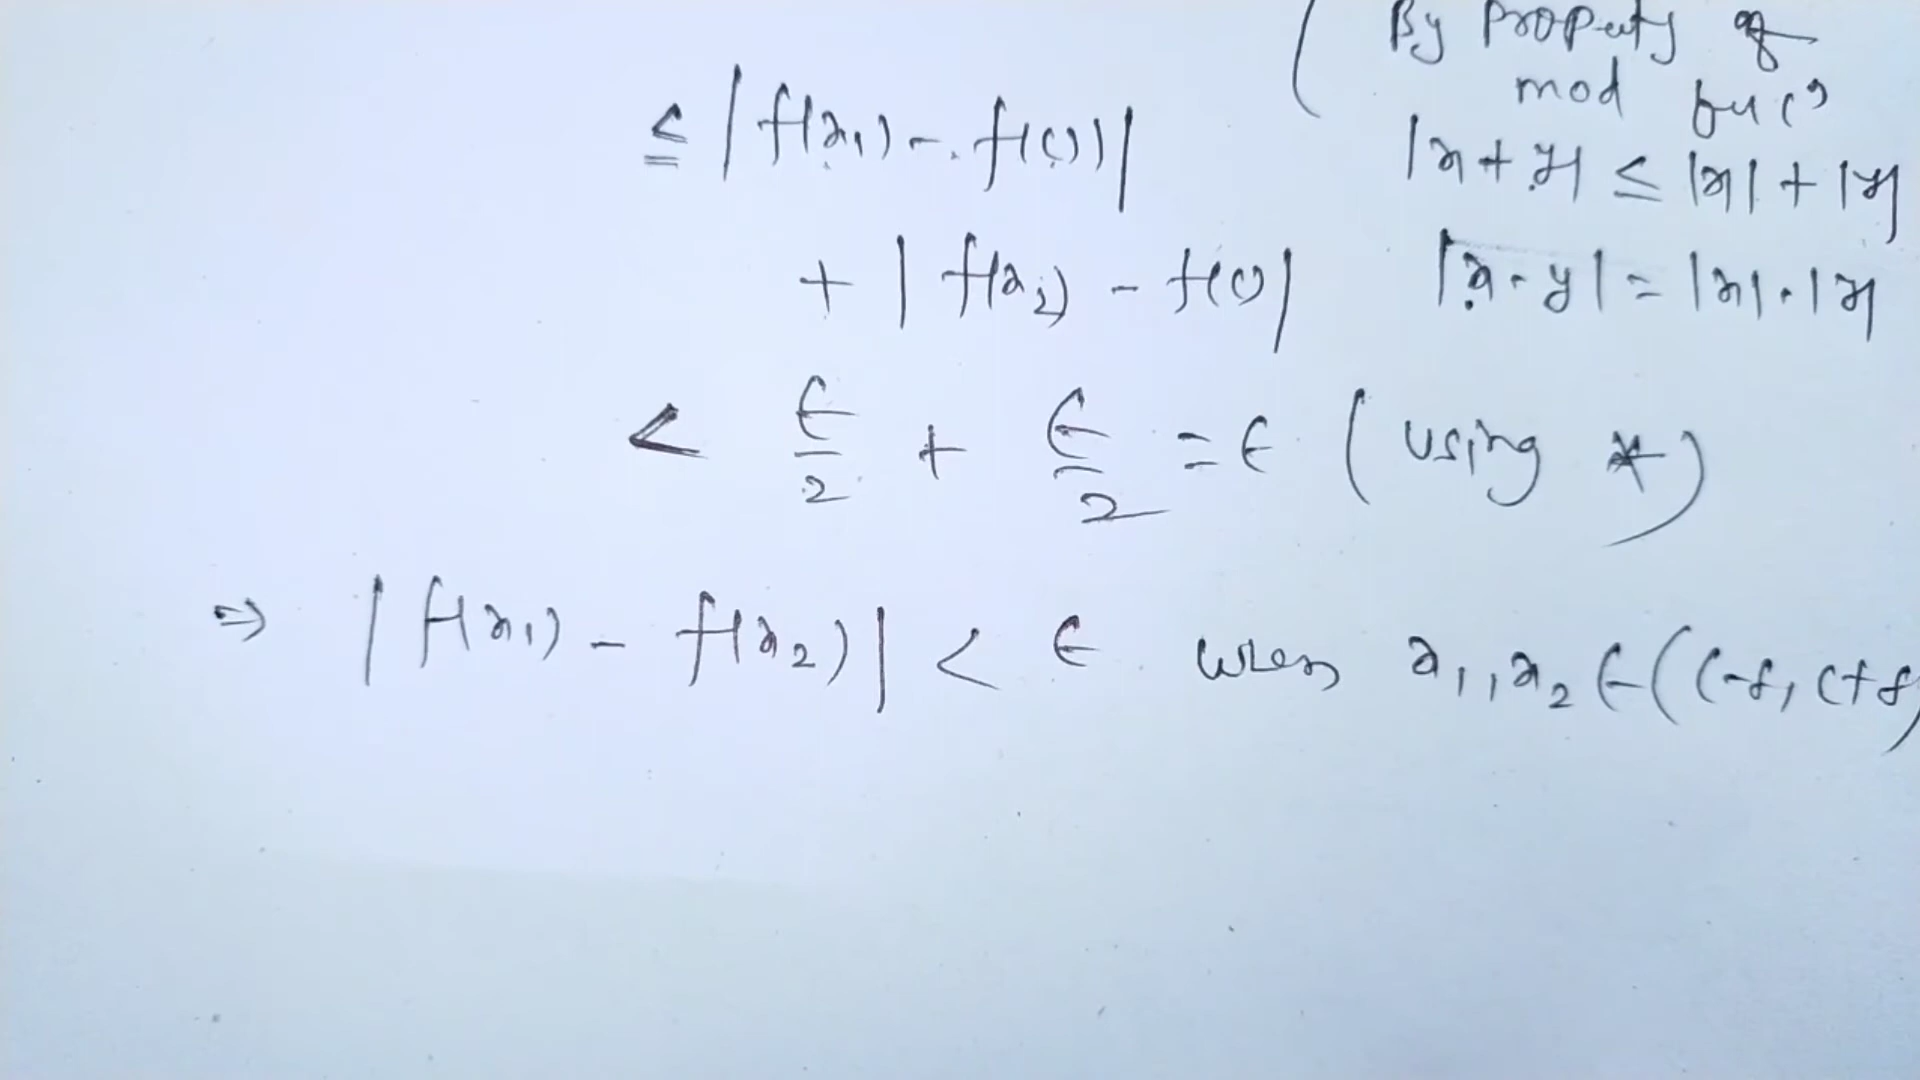 ( By Property of
mod func)
≤ |f(x₁) - f(c)|
|x+y| ≤ |x| + |y|
+ | f(x₂) - f(c)|
|x·y| = |x|·|y|
< ϵ/2 + ϵ/2 = ϵ (using *)
⇒ |f(x₁) - f(x₂)| < ϵ when x₁,x₂ ∈ (c-δ, c+δ)